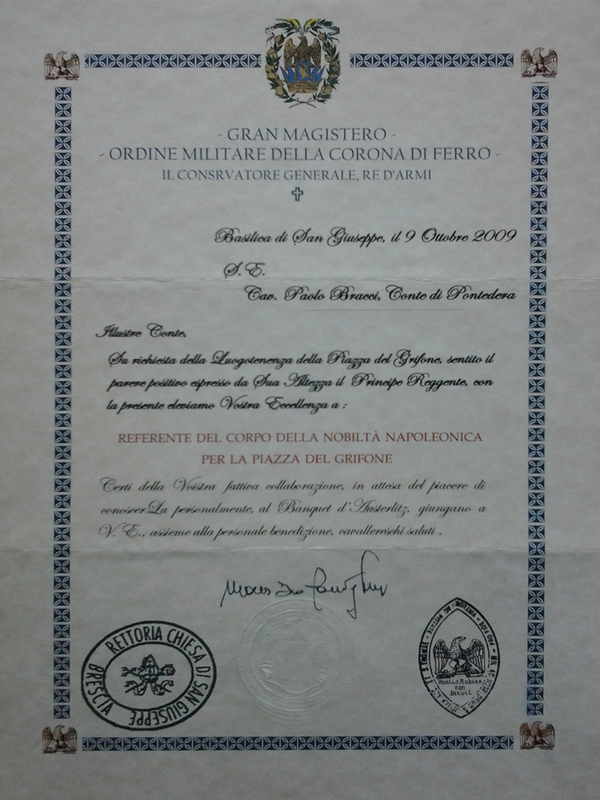 - GRAN MAGISTERO -
- ORDINE MILITARE DELLA CORONA DI FERRO -
IL CONSRVATORE GENERALE, RE D'ARMI
Basilica di San Giuseppe, il 9 Ottobre 2009
S. E.
Cav. Paolo Bracci, Conte di Pontedera
Illustre Conte,
Su richiesta della Luogotenenza della Piazza del Grifone, sentito il
parere positivo espresso da Sua Altezza il Principe Reggente, con
la presente eleviamo Vostra Eccellenza a :
REFERENTE DEL CORPO DELLA NOBILTÀ NAPOLEONICA
PER LA PIAZZA DEL GRIFONE
Certi della Voistra fattiva collaborazione, in attesa del piacere di
conoscerLa personalmente, al Banquet d'Austerlitz, giungano a
V. E., assieme alla personale benedizione, cavallereschi saluti .
RETTORIA CHIESA DI SAN GIUSEPPE
BRESCIA